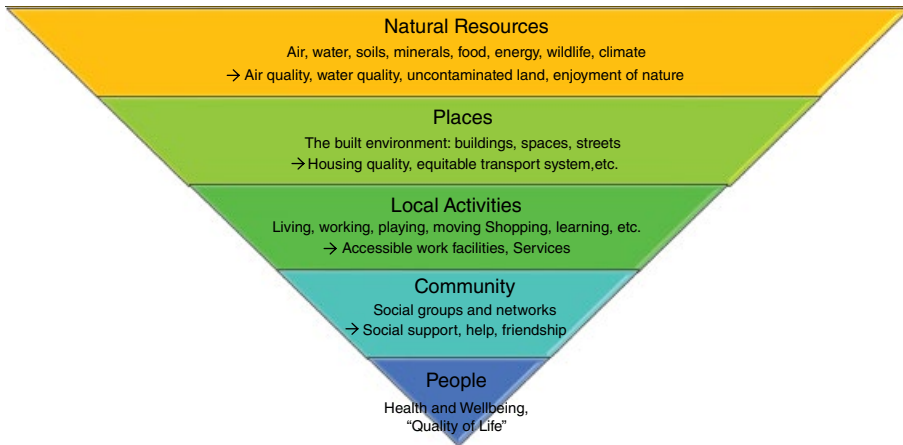 Natural Resources
Air, water, soils, minerals, food, energy, wildlife, climate
→ Air quality, water quality, uncontaminated land, enjoyment of nature
Places
The built environment: buildings, spaces, streets
→ Housing quality, equitable transport system,etc.
Local Activities
Living, working, playing, moving Shopping, learning, etc.
→ Accessible work facilities, Services
Community
Social groups and networks
→ Social support, help, friendship
People
Health and Wellbeing,
“Quality of Life”